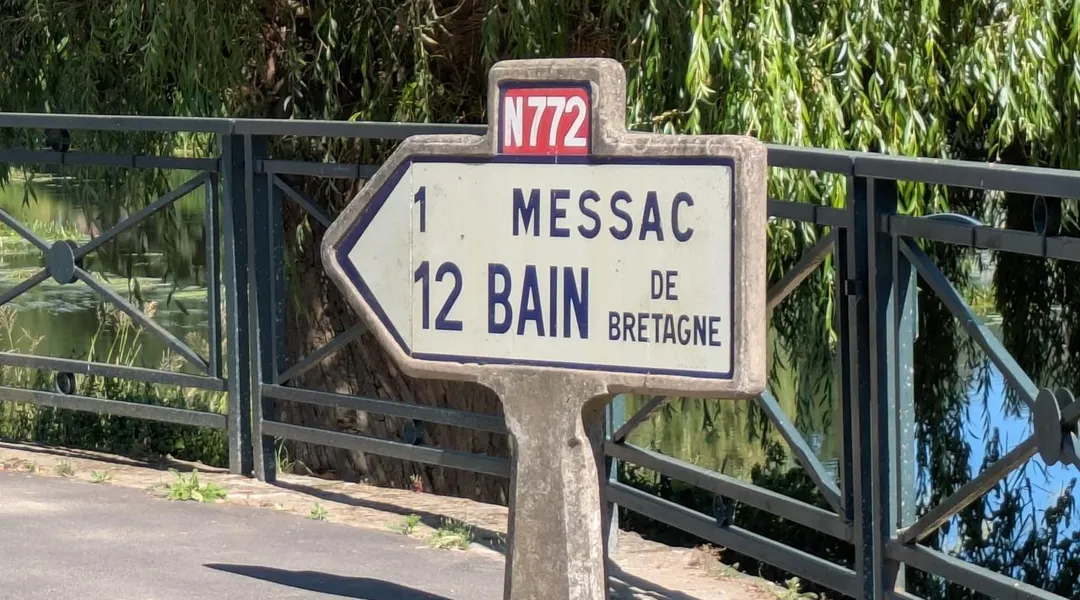 N772
1 MESSAC
12 BAIN DE BRETAGNE